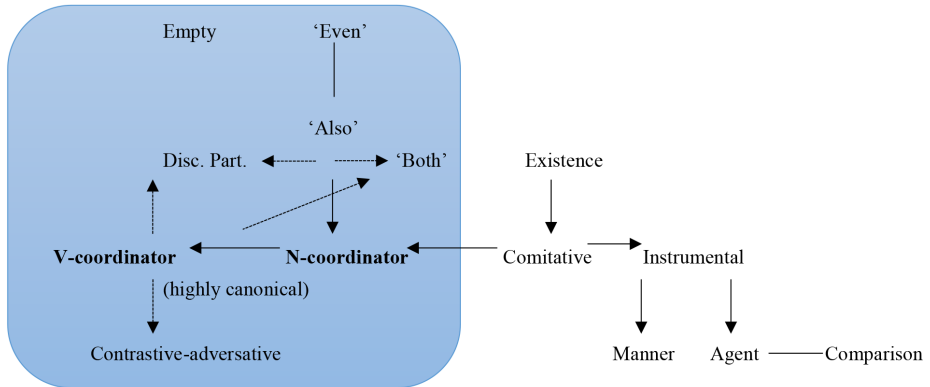 Empty ‘Even’
‘Also’
Disc. Part. ‘Both’ Existence
V-coordinator N-coordinator Comitative Instrumental
(highly canonical)
Contrastive-adversative Manner Agent Comparison